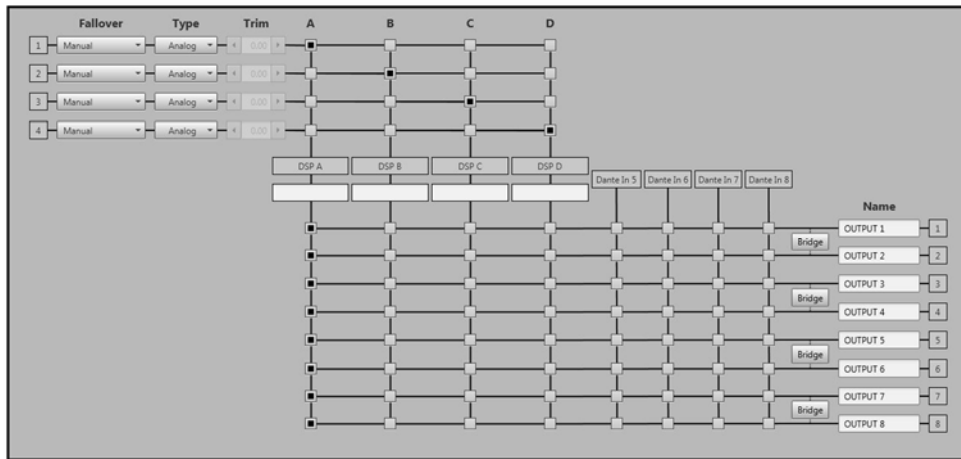 Fallover Type Trim A B C D
1 Manual Analog 0.00
2 Manual Analog 0.00
3 Manual Analog 0.00
4 Manual Analog 0.00
DSP A DSP B DSP C DSP D
Dante In 5 Dante In 6 Dante In 7 Dante In 8
Name
OUTPUT 1 1
Bridge
OUTPUT 2 2
OUTPUT 3 3
Bridge
OUTPUT 4 4
OUTPUT 5 5
Bridge
OUTPUT 6 6
OUTPUT 7 7
Bridge
OUTPUT 8 8